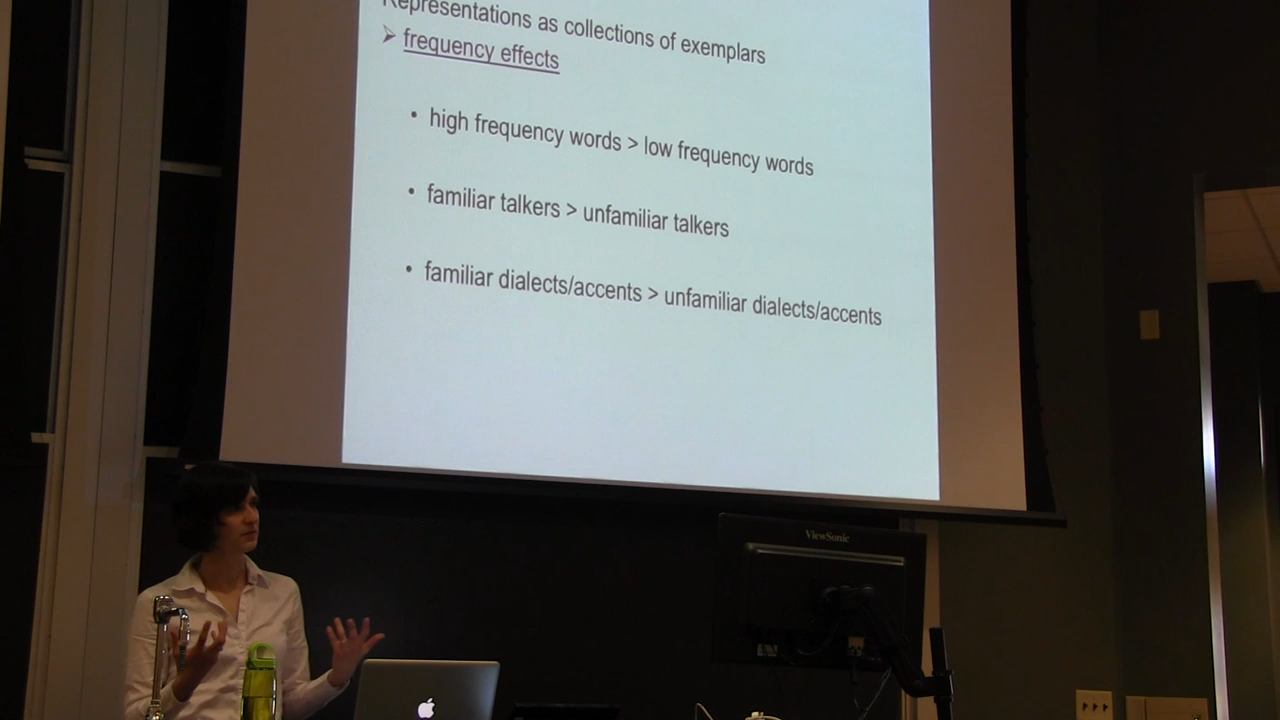 Representations as collections of exemplars
➢ frequency effects
• high frequency words > low frequency words
• familiar talkers > unfamiliar talkers
• familiar dialects/accents > unfamiliar dialects/accents
ViewSonic